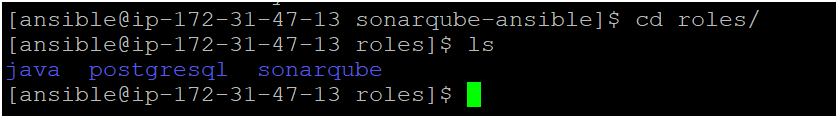 [ansible@ip-172-31-47-13 sonarqube-ansible]$ cd roles/
[ansible@ip-172-31-47-13 roles]$ ls
java  postgresql  sonarqube
[ansible@ip-172-31-47-13 roles]$